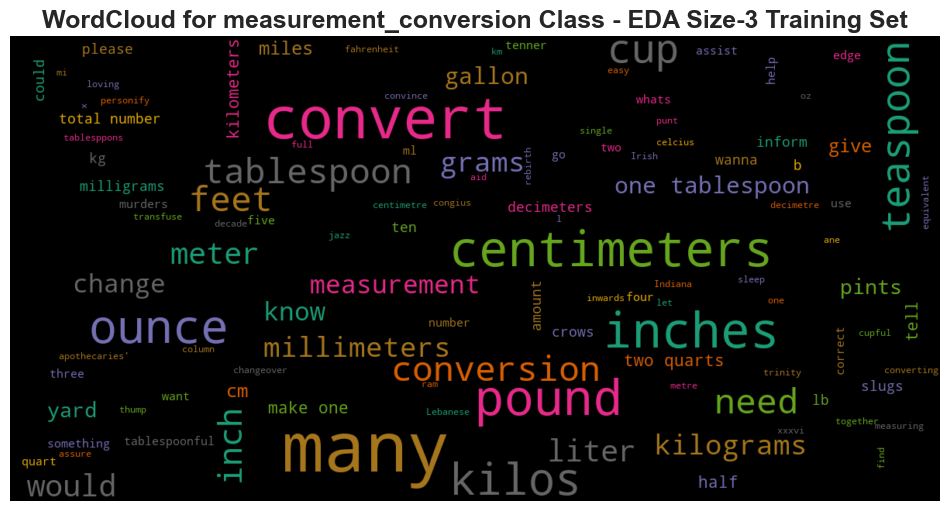 WordCloud for measurement_conversion Class - EDA Size-3 Training Set
please
miles
fahrenheit
km
tenner
cup
assist
edge
teaspoon
could
mi
loving
kilometers
gallon
easy
help
personify
x
convince
whats
oz
total number
convert
punt
tablesppons
full
single
two
celcius
inform
give
kg
ml
grams
go
Irish
wanna
b
tablespoon
rebirth
milligrams
feet
aid
one tablespoon
murders
centimetre
congius
decimeters
decimetre
use
equivalent
transfuse
decade
five
ten
l
jazz
meter
centimeters
ane
change
measurement
amount
Indiana
sleep
pints
inwards
four
let
one
know
ounce
number
crows
inches
tell
cupful
correct
millimeters
column
apothecaries'
conversion
two quarts
three
changeover
trinity
converting
ram
metre
slugs
cm
pound
need
lb
want
yard
thump
make one
Lebanese
inch
together
measuring
xxxvi
something
tablespoonful
many
liter
kilograms
find
assure
quart
would
kilos
half